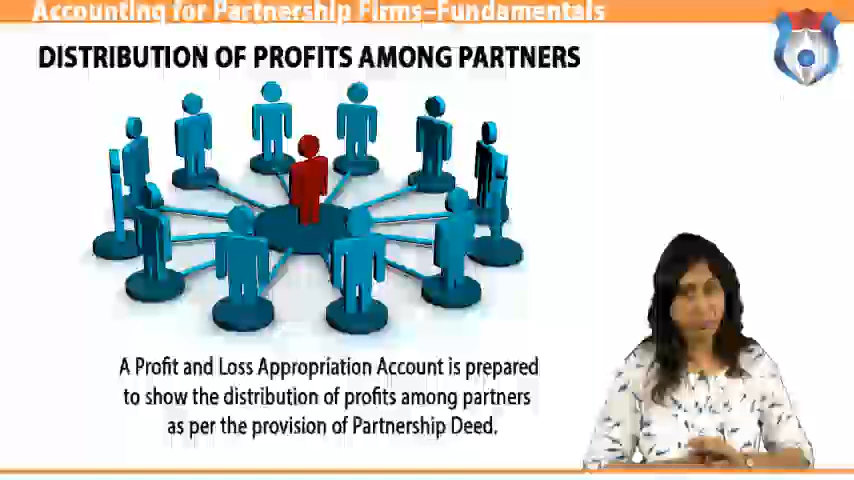 Accounting for Partnership Firms–Fundamentals
DISTRIBUTION OF PROFITS AMONG PARTNERS
A Profit and Loss Appropriation Account is prepared
to show the distribution of profits among partners
as per the provision of Partnership Deed.